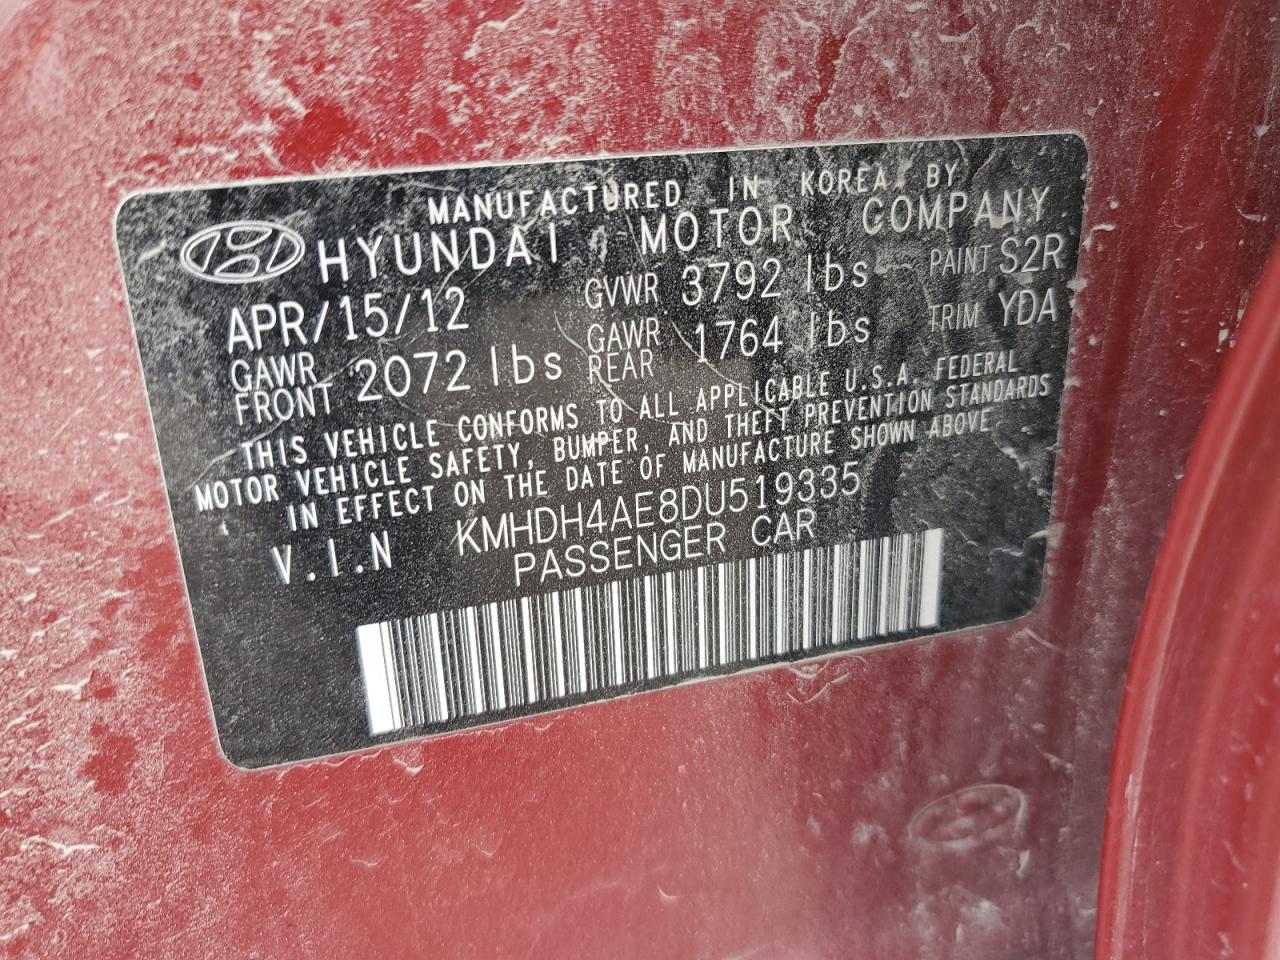 MANUFACTURED IN KOREA BY
HYUNDAI MOTOR COMPANY
APR/15/12 GVWR 3792 lbs PAINT S2R
GAWR FRONT 2072 lbs GAWR REAR 1764 lbs TRIM YDA
THIS VEHICLE CONFORMS TO ALL APPLICABLE U.S.A. FEDERAL
MOTOR VEHICLE SAFETY, BUMPER, AND THEFT PREVENTION STANDARDS
IN EFFECT ON THE DATE OF MANUFACTURE SHOWN ABOVE
V.I.N KMHDH4AE8DU519335
PASSENGER CAR